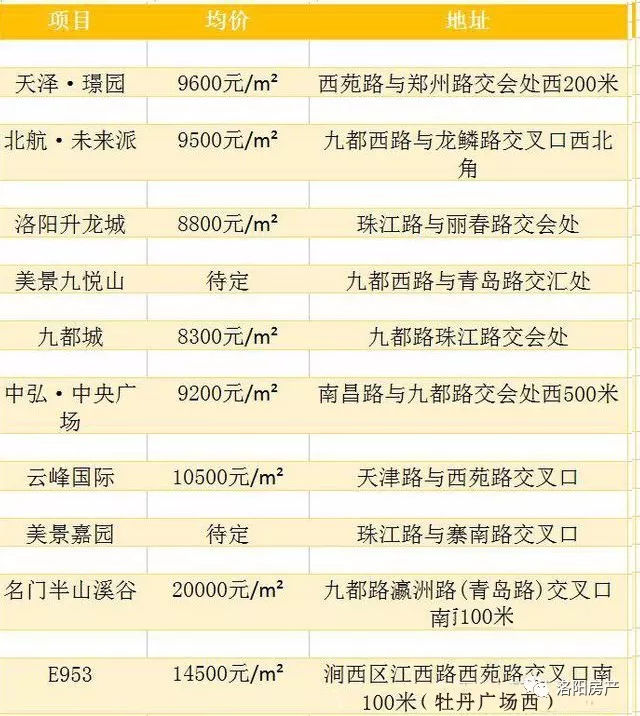 项目 均价 地址
天泽·璟园 9600元/m² 西苑路与郑州路交会处西200米
北航·未来派 9500元/m² 九都西路与龙鳞路交叉口西北
角
洛阳升龙城 8800元/m² 珠江路与丽春路交会处
美景九悦山 待定 九都西路与青岛路交汇处
九都城 8300元/m² 九都路珠江路交会处
中弘·中央广 9200元/m² 南昌路与九都路交会处西500米
场
云峰国际 10500元/m² 天津路与西苑路交叉口
美景嘉园 待定 珠江路与寨南路交叉口
名门半山溪谷 20000元/m² 九都路瀛洲路(青岛路)交叉口
南100米
E953 14500元/m² 涧西区江西路西苑路交叉口南
100米(牡丹广场西)
洛阳房产